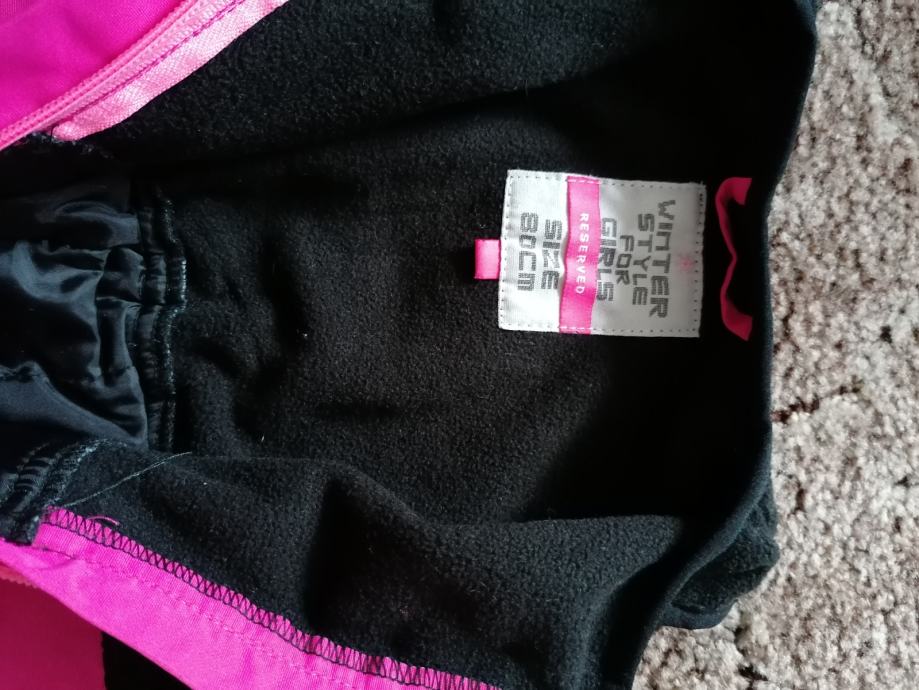 WINTER
STYLE
FOR
GIRLS
RESERVED
SIZE
80CM